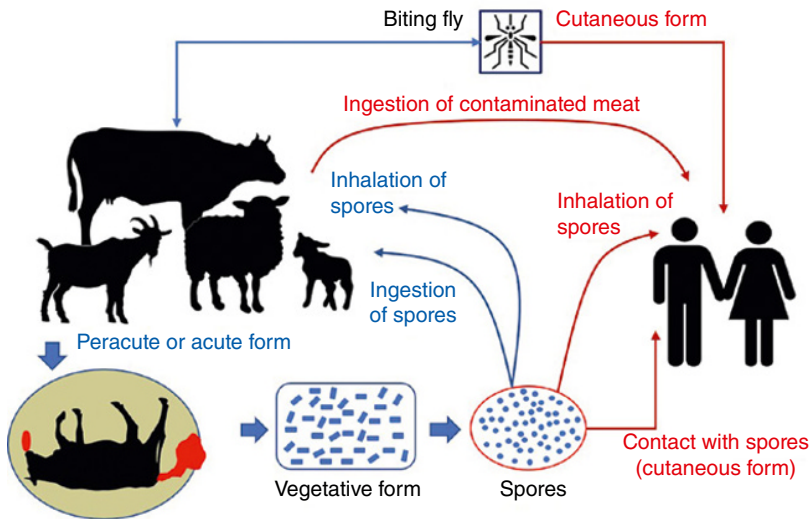 Biting fly
Cutaneous form
Ingestion of contaminated meat
Inhalation of
spores
Inhalation of
spores
Ingestion
of spores
Peracute or acute form
Vegetative form
Spores
Contact with spores
(cutaneous form)